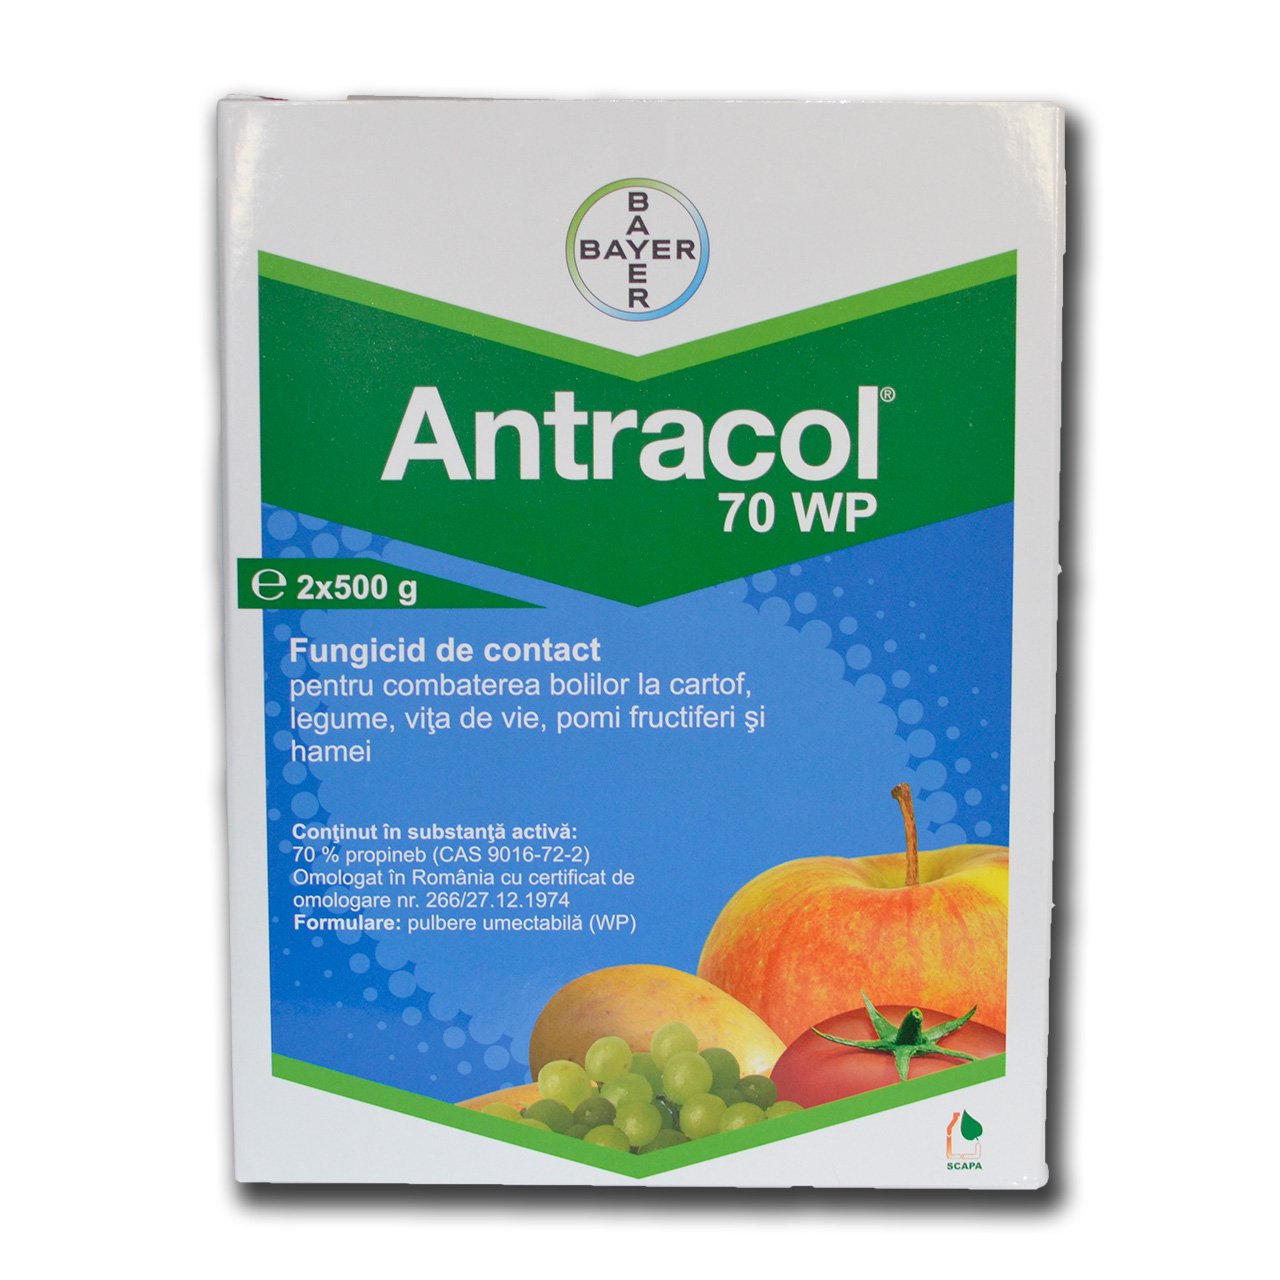 BAYER
BAYER
Antracol®
70 WP
℮ 2x500 g
Fungicid de contact
pentru combaterea bolilor la cartof,
legume, viţa de vie, pomi fructiferi şi
hamei
Conţinut în substanţă activă:
70 % propineb (CAS 9016-72-2)
Omologat în România cu certificat de
omologare nr. 266/27.12.1974
Formulare: pulbere umectabilă (WP)
SCAPA